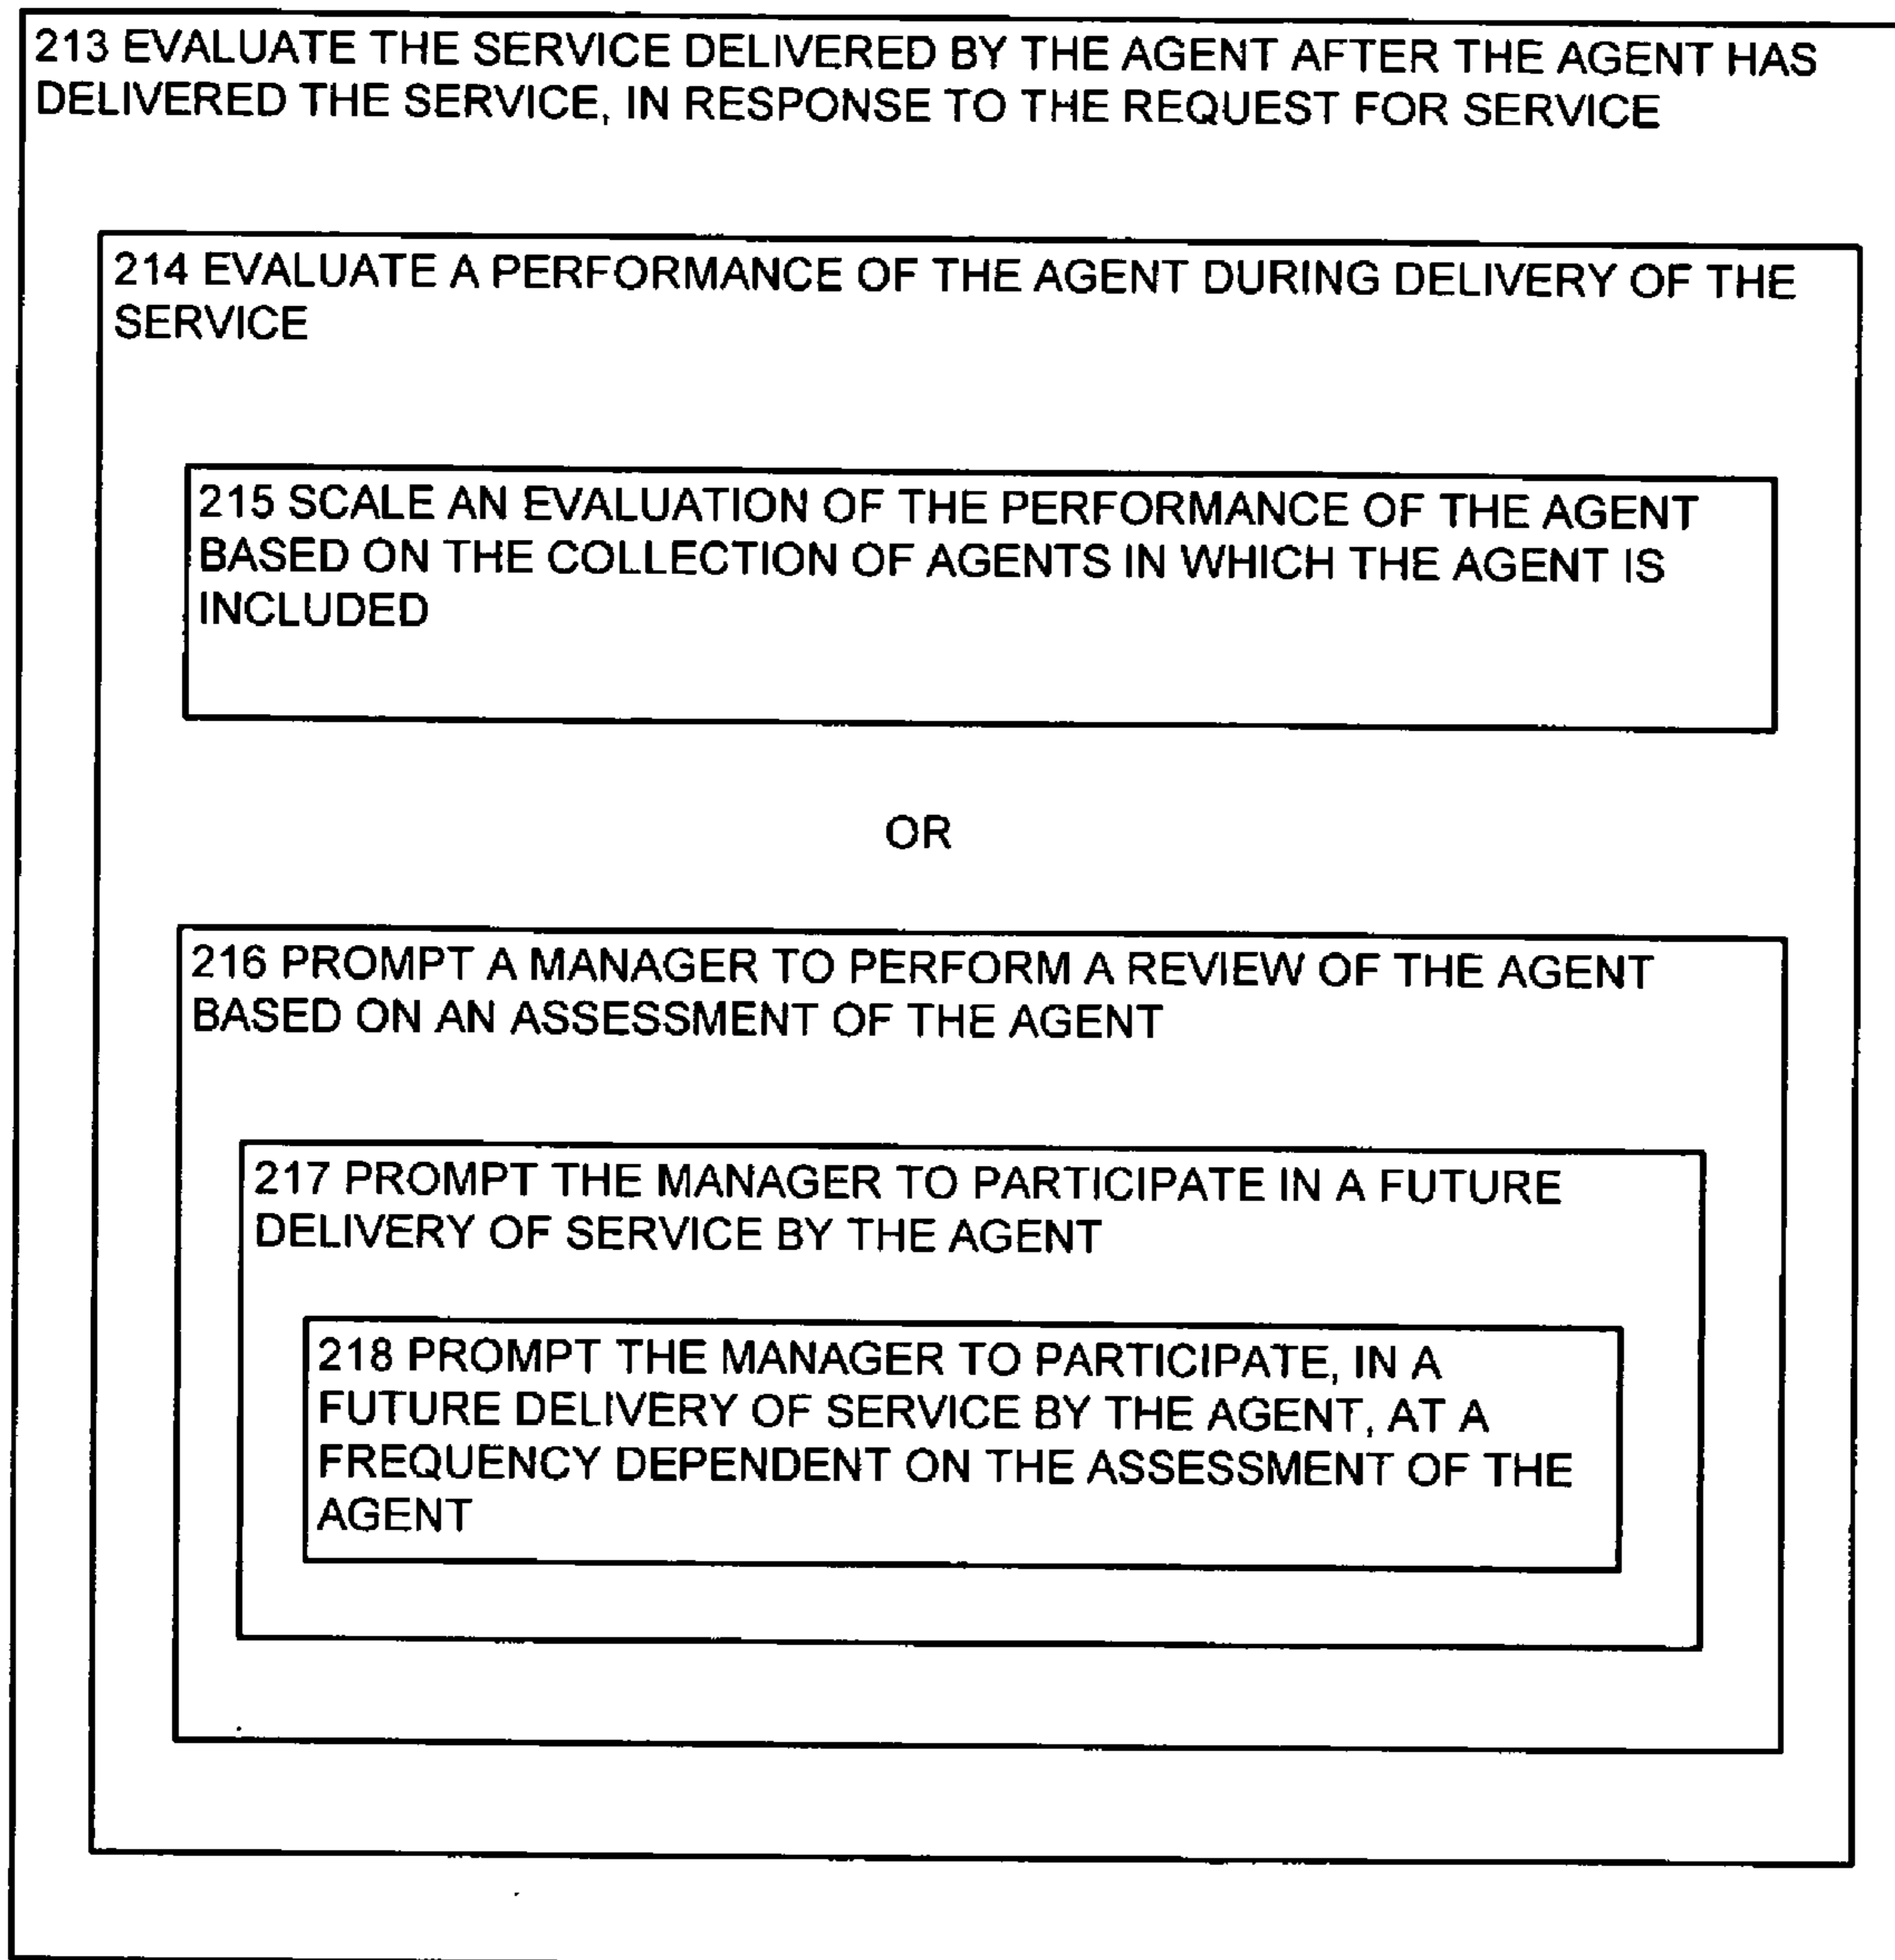 213 EVALUATE THE SERVICE DELIVERED BY THE AGENT AFTER THE AGENT HAS
DELIVERED THE SERVICE, IN RESPONSE TO THE REQUEST FOR SERVICE
214 EVALUATE A PERFORMANCE OF THE AGENT DURING DELIVERY OF THE
SERVICE
215 SCALE AN EVALUATION OF THE PERFORMANCE OF THE AGENT
BASED ON THE COLLECTION OF AGENTS IN WHICH THE AGENT IS
INCLUDED
OR
216 PROMPT A MANAGER TO PERFORM A REVIEW OF THE AGENT
BASED ON AN ASSESSMENT OF THE AGENT
217 PROMPT THE MANAGER TO PARTICIPATE IN A FUTURE
DELIVERY OF SERVICE BY THE AGENT
218 PROMPT THE MANAGER TO PARTICIPATE, IN A
FUTURE DELIVERY OF SERVICE BY THE AGENT, AT A
FREQUENCY DEPENDENT ON THE ASSESSMENT OF THE
AGENT